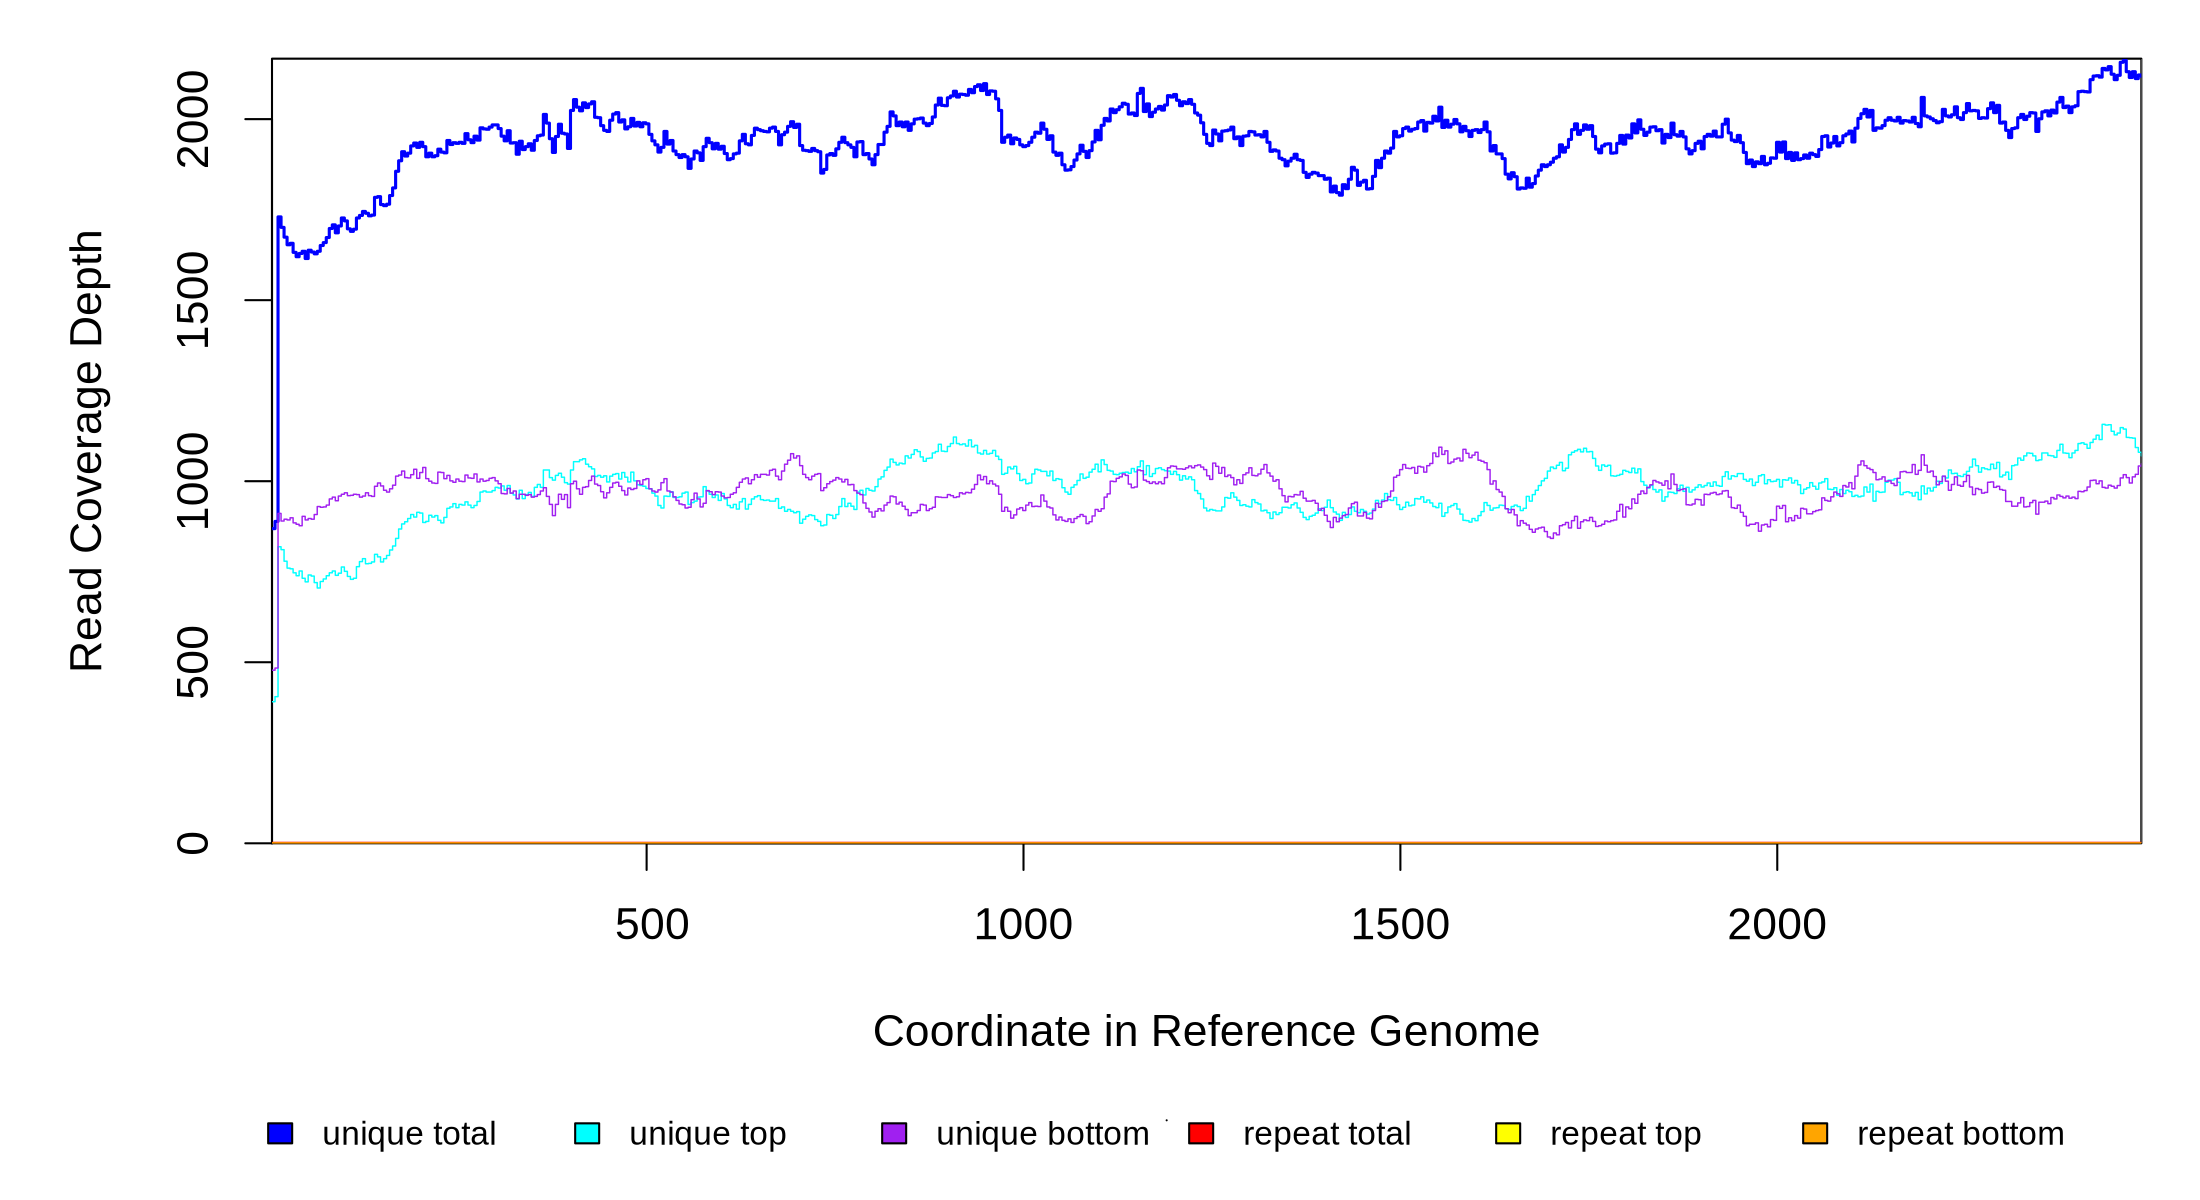 Read Coverage Depth
2000
1500
1000
500
0
500 1000 1500 2000
Coordinate in Reference Genome
unique total unique top unique bottom repeat total repeat top repeat bottom